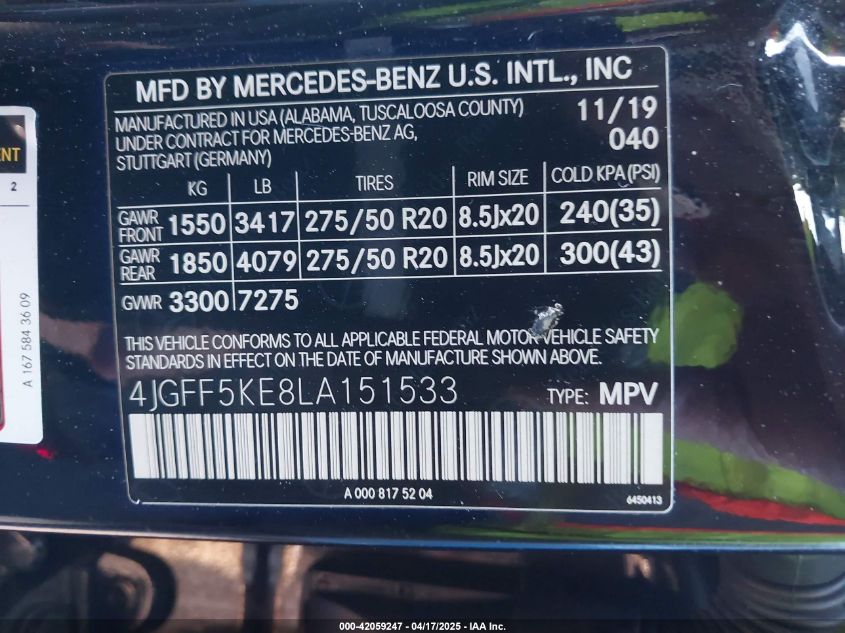 MFD BY MERCEDES-BENZ U.S. INTL., INC
MANUFACTURED IN USA (ALABAMA, TUSCALOOSA COUNTY) 11/19
UNDER CONTRACT FOR MERCEDES-BENZ AG, 040
STUTTGART (GERMANY)
KG LB TIRES RIM SIZE COLD KPA (PSI)
GAWR FRONT 1550 3417 275/50 R20 8.5Jx20 240(35)
GAWR REAR 1850 4079 275/50 R20 8.5Jx20 300(43)
GVWR 3300 7275
THIS VEHICLE CONFORMS TO ALL APPLICABLE FEDERAL MOTOR VEHICLE SAFETY
STANDARDS IN EFFECT ON THE DATE OF MANUFACTURE SHOWN ABOVE.
4JGFF5KE8LA151533 TYPE: MPV
A 000 817 52 04 6450413
2
A 167 584 36 09
000-42059247 - 04/17/2025 - IAA Inc.